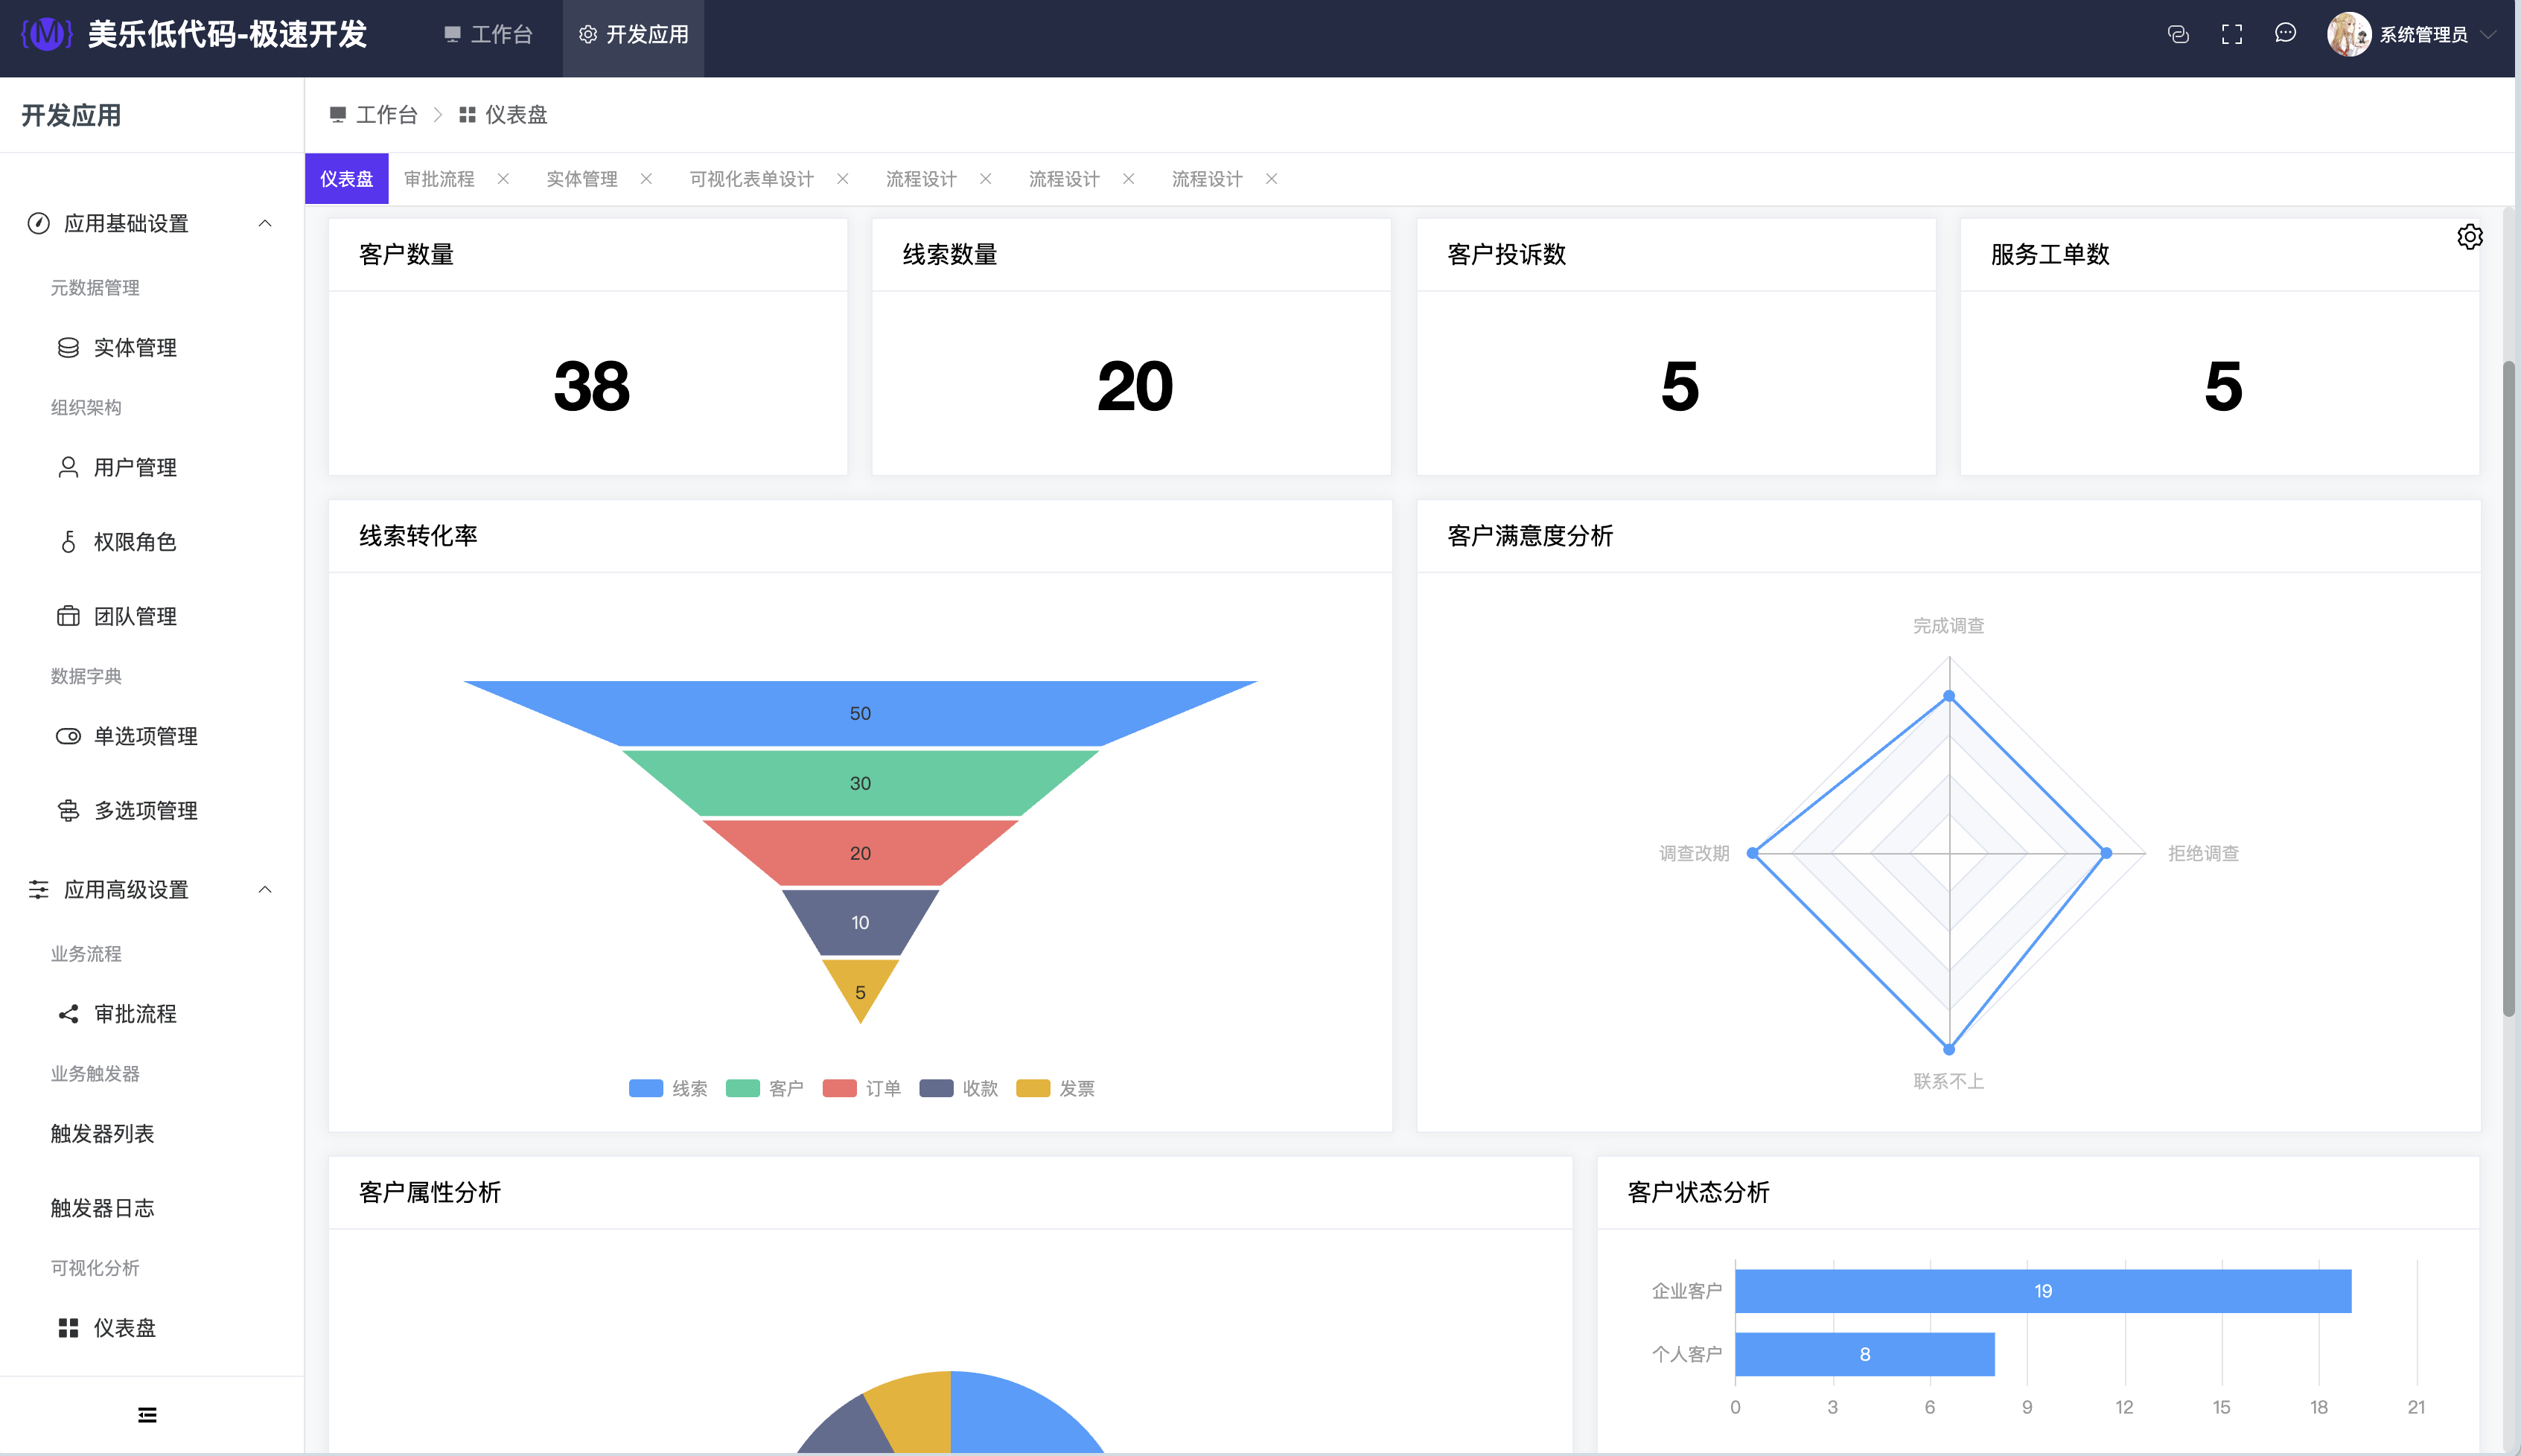 美乐低代码-极速开发
工作台
开发应用
系统管理员
开发应用
工作台
仪表盘
仪表盘
审批流程
实体管理
可视化表单设计
流程设计
流程设计
流程设计
应用基础设置
元数据管理
实体管理
组织架构
用户管理
权限角色
团队管理
数据字典
单选项管理
多选项管理
应用高级设置
业务流程
审批流程
业务触发器
触发器列表
触发器日志
可视化分析
仪表盘
客户数量
38
线索数量
20
客户投诉数
5
服务工单数
5
线索转化率
50
30
20
10
5
线索 客户 订单 收款 发票
客户满意度分析
完成调查
调查改期
拒绝调查
联系不上
客户属性分析
客户状态分析
企业客户 19
个人客户 8
0 3 6 9 12 15 18 21